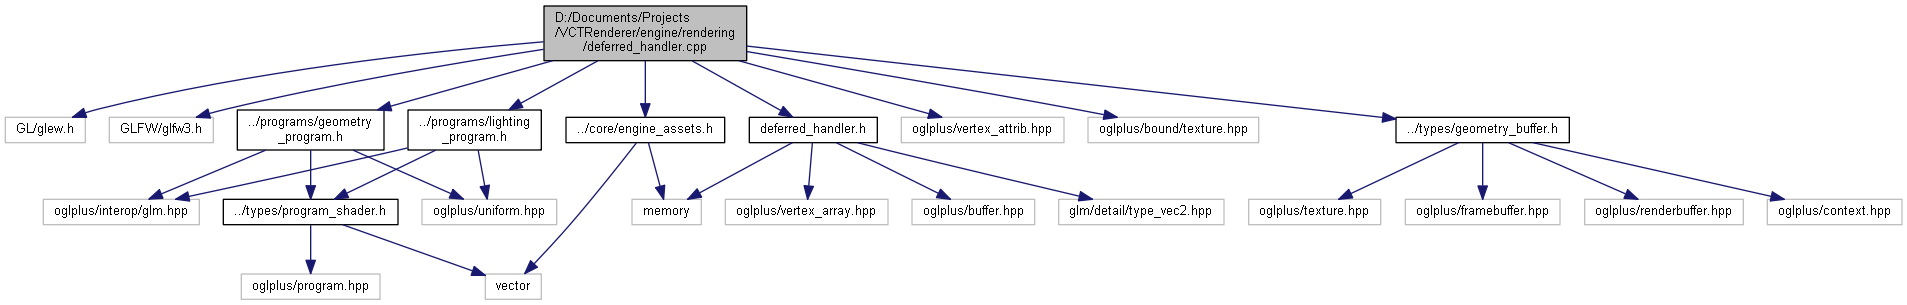 D:/Documents/Projects
/VCTRenderer/engine/rendering
/deferred_handler.cpp
GL/glew.h
GLFW/glfw3.h
../programs/geometry
_program.h
../programs/lighting
_program.h
../core/engine_assets.h
deferred_handler.h
oglplus/vertex_attrib.hpp
oglplus/bound/texture.hpp
../types/geometry_buffer.h
oglplus/interop/glm.hpp
../types/program_shader.h
oglplus/uniform.hpp
memory
oglplus/vertex_array.hpp
oglplus/buffer.hpp
glm/detail/type_vec2.hpp
oglplus/texture.hpp
oglplus/framebuffer.hpp
oglplus/renderbuffer.hpp
oglplus/context.hpp
oglplus/program.hpp
vector